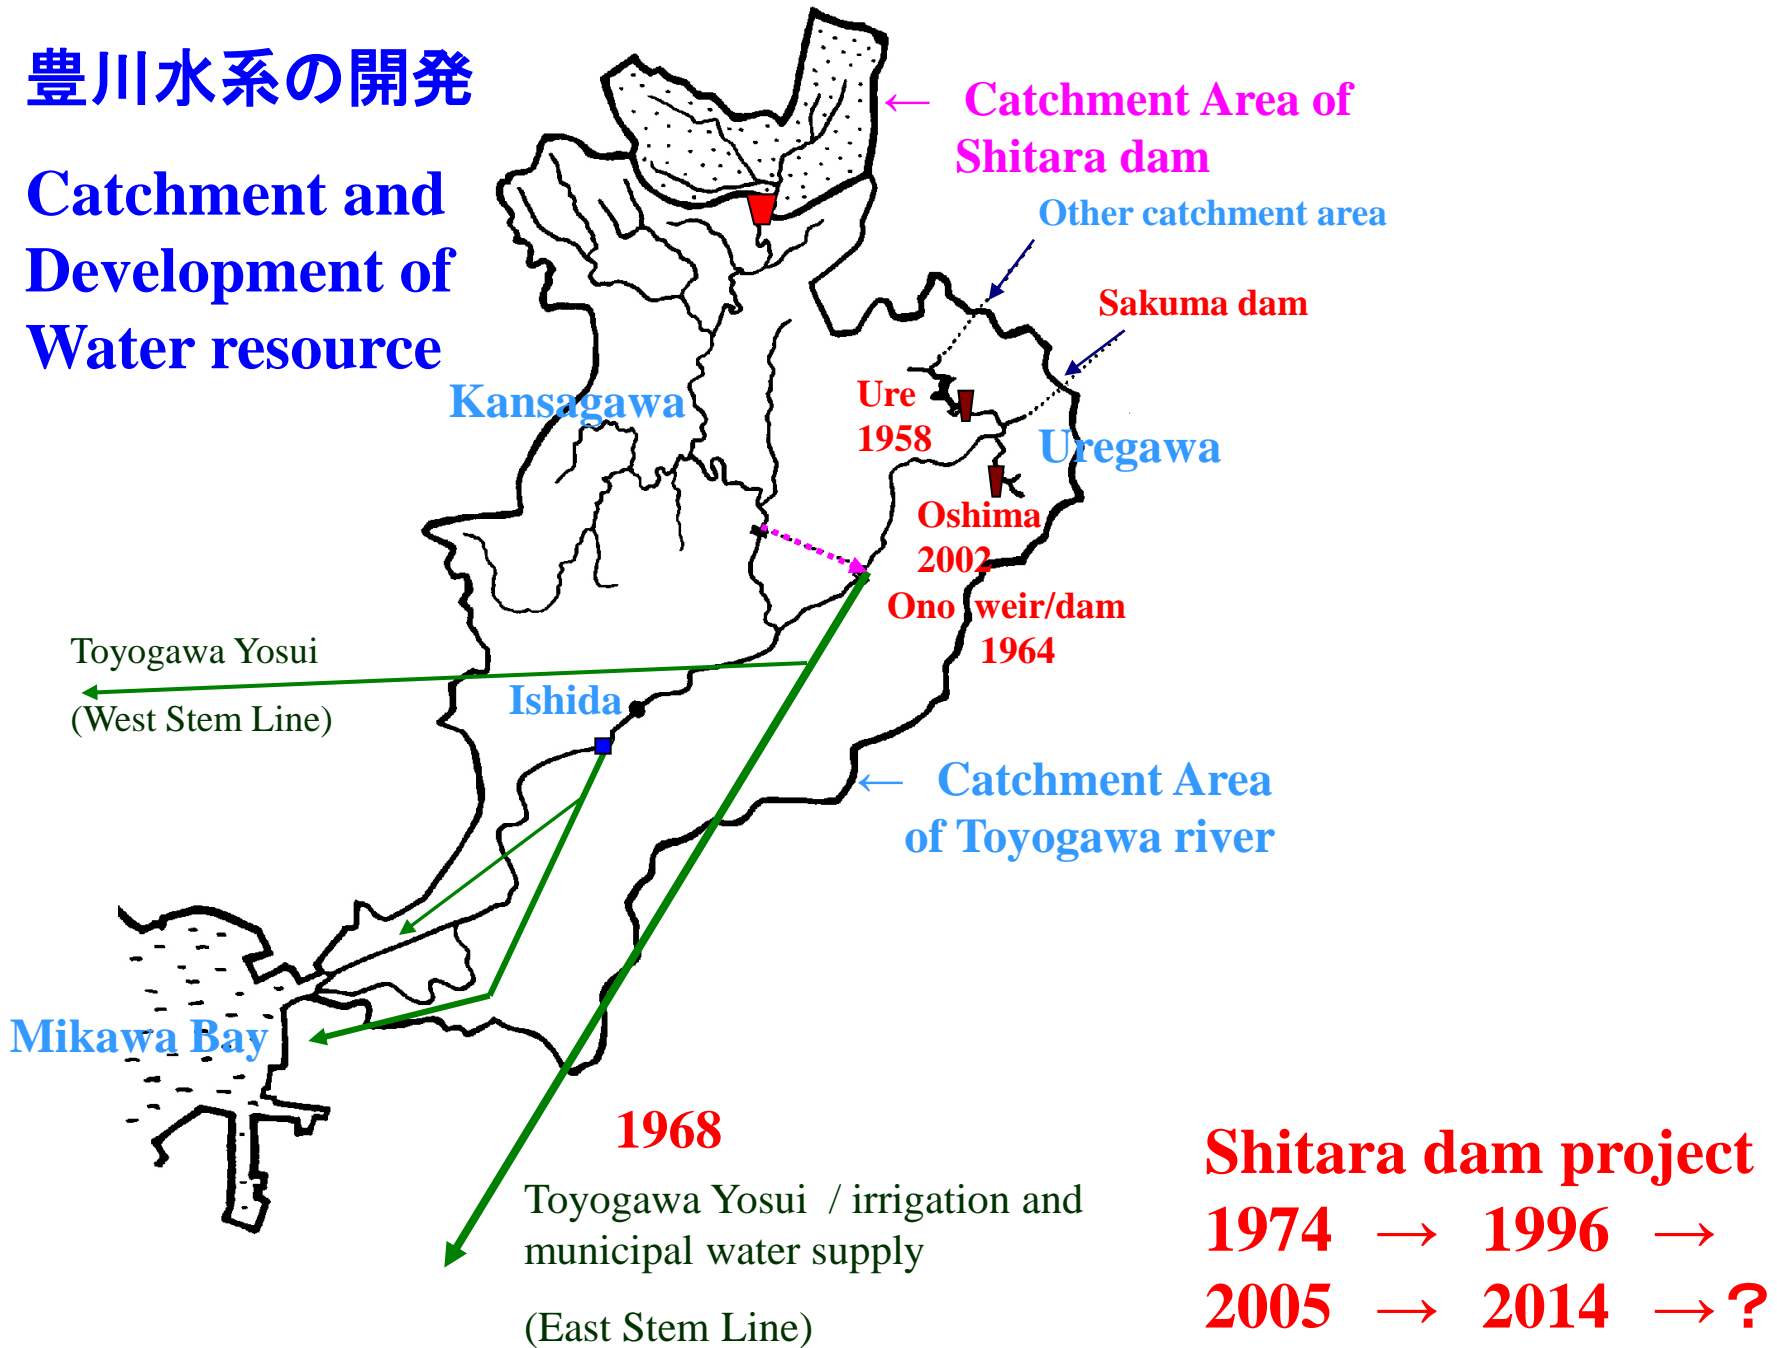 豊川水系の開発
Catchment and
Development of
Water resource
← Catchment Area of
Shitara dam
Other catchment area
Sakuma dam
Kansagawa
Ure
1958
Uregawa
Oshima
2002
Ono weir/dam
1964
Toyogawa Yosui
(West Stem Line)
Ishida
← Catchment Area
of Toyogawa river
Mikawa Bay
1968
Toyogawa Yosui / irrigation and
municipal water supply
(East Stem Line)
Shitara dam project
1974 → 1996 →
2005 → 2014 →？